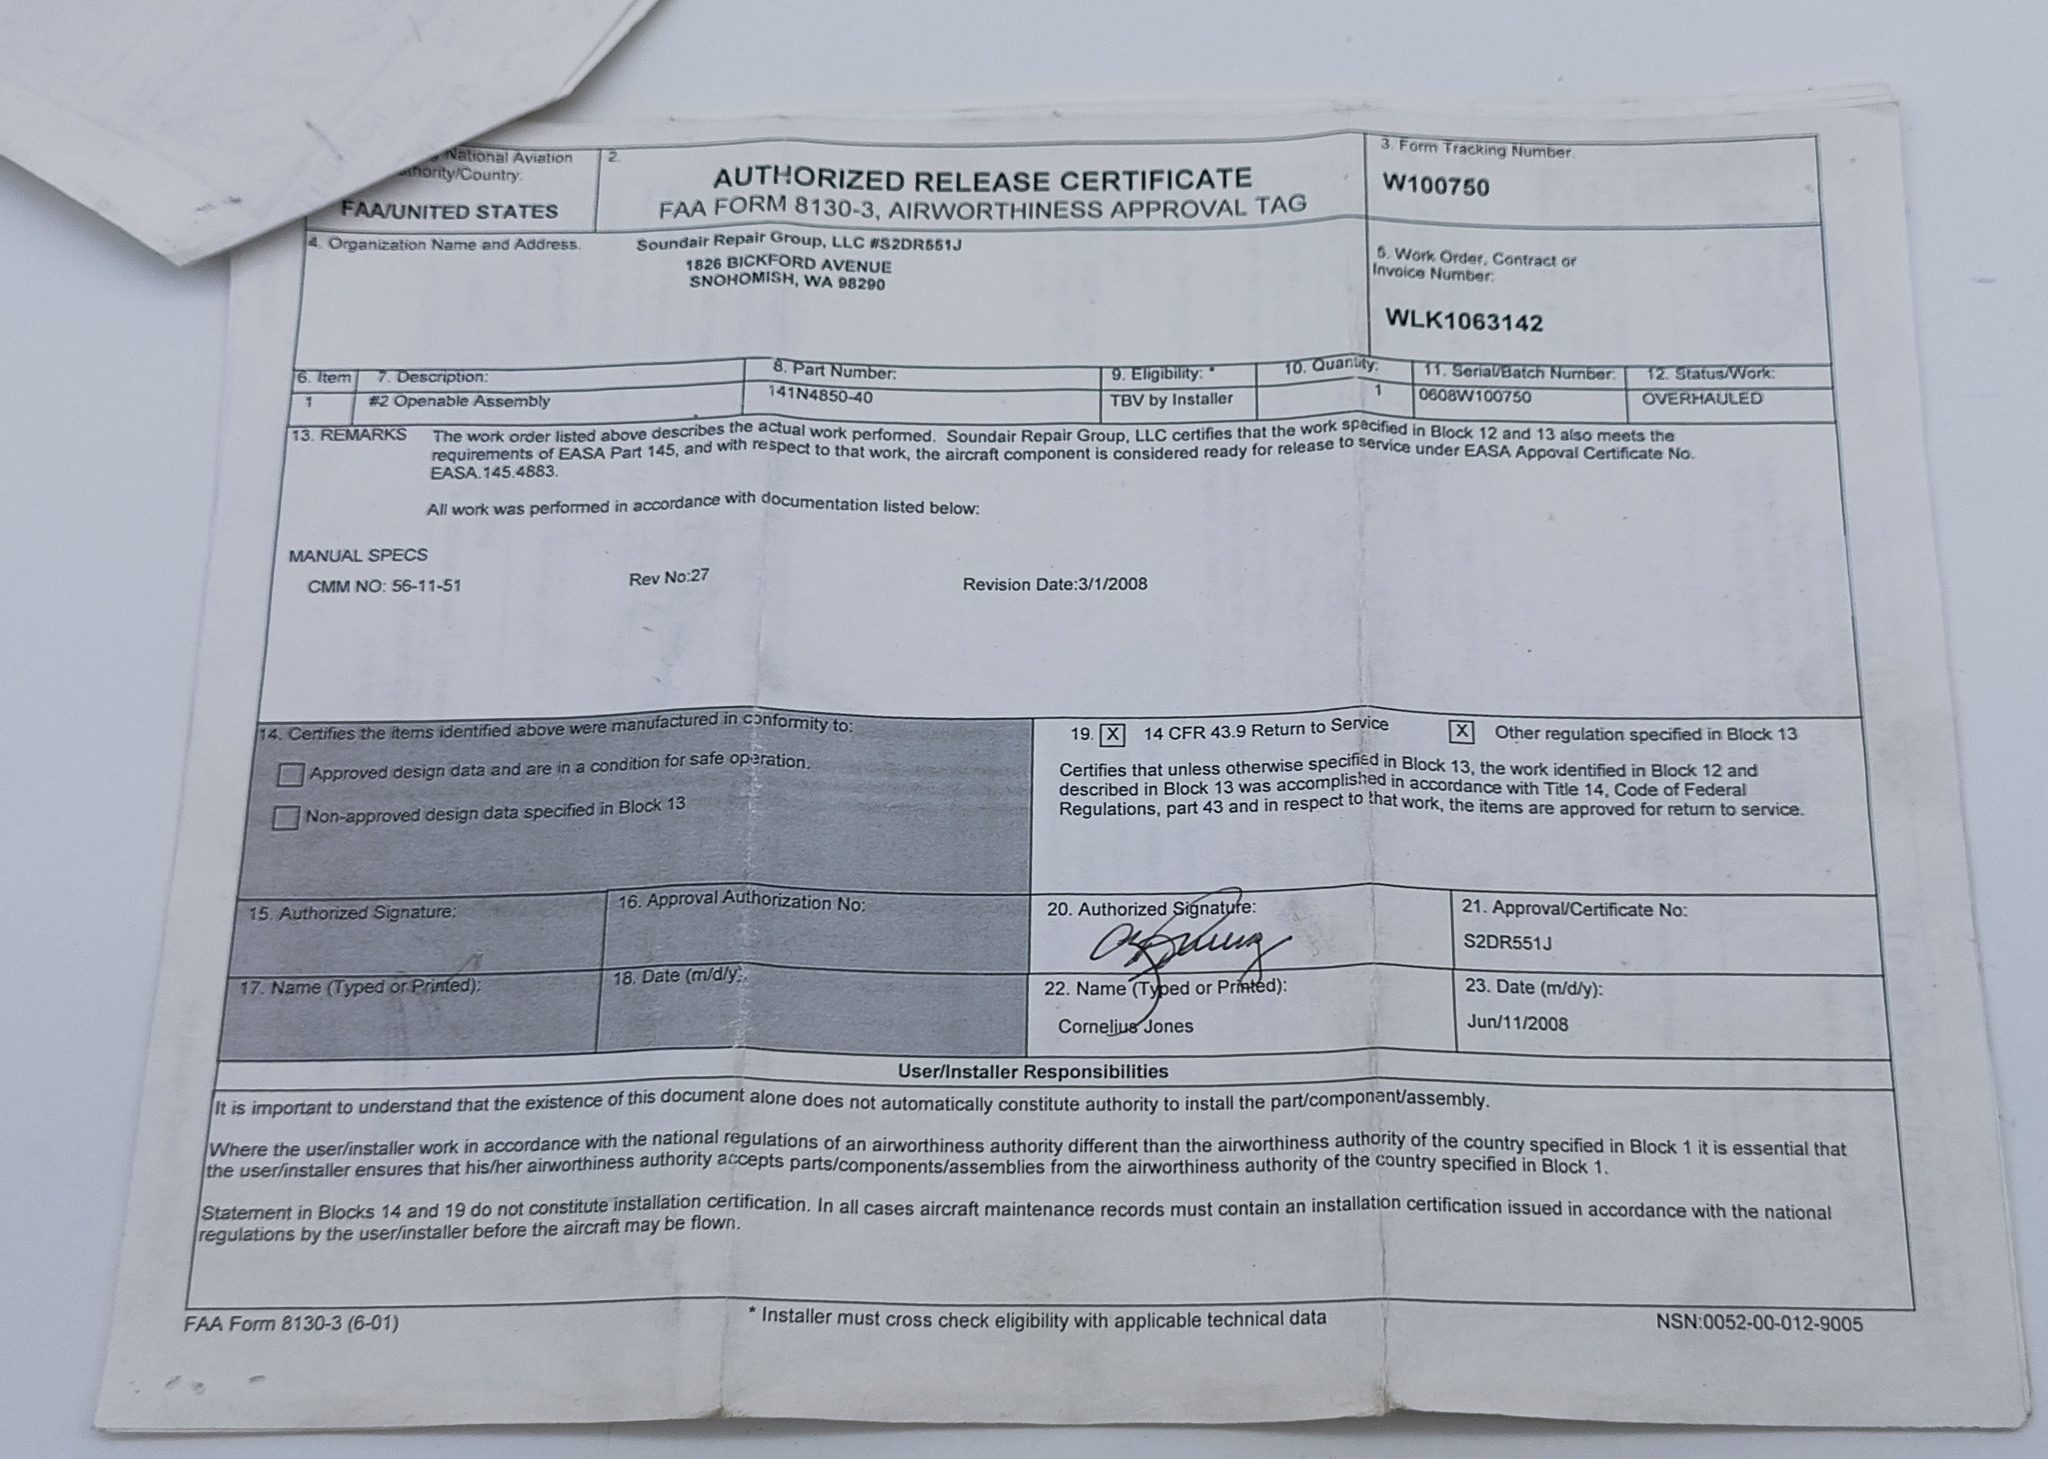 National Aviation
Country:
FAA/UNITED STATES
2.
AUTHORIZED RELEASE CERTIFICATE
FAA FORM 8130-3, AIRWORTHINESS APPROVAL TAG
3. Form Tracking Number
W100750
4. Organization Name and Address.
Soundair Repair Group, LLC #S2DR551J
1826 BICKFORD AVENUE
SNOHOMISH, WA 98290
5. Work Order, Contract or
Invoice Number:
WLK1063142
6. Item 7. Description: 8. Part Number: 9. Eligibility: * 10. Quantity: 11. Serial/Batch Number: 12. Status/Work:
1 #2 Openable Assembly 141N4850-40 TBV by Installer 1 0608W100750 OVERHAULED
13. REMARKS The work order listed above describes the actual work performed. Soundair Repair Group, LLC certifies that the work specified in Block 12 and 13 also meets the
requirements of EASA Part 145, and with respect to that work, the aircraft component is considered ready for release to service under EASA Appoval Certificate No.
EASA.145.4883.
All work was performed in accordance with documentation listed below:
MANUAL SPECS
CMM NO: 56-11-51 Rev No:27 Revision Date:3/1/2008
14. Certifies the items identified above were manufactured in conformity to:
Approved design data and are in a condition for safe operation.
Non-approved design data specified in Block 13
19. X 14 CFR 43.9 Return to Service X Other regulation specified in Block 13
Certifies that unless otherwise specified in Block 13, the work identified in Block 12 and
described in Block 13 was accomplished in accordance with Title 14, Code of Federal
Regulations, part 43 and in respect to that work, the items are approved for return to service.
15. Authorized Signature:
16. Approval Authorization No:
20. Authorized Signature:
21. Approval/Certificate No:
S2DR551J
17. Name (Typed or Printed):
18. Date (m/d/y):
22. Name (Typed or Printed):
Cornelius Jones
23. Date (m/d/y):
Jun/11/2008
User/Installer Responsibilities
It is important to understand that the existence of this document alone does not automatically constitute authority to install the part/component/assembly.
Where the user/installer work in accordance with the national regulations of an airworthiness authority different than the airworthiness authority of the country specified in Block 1 it is essential that
the user/installer ensures that his/her airworthiness authority accepts parts/components/assemblies from the airworthiness authority of the country specified in Block 1.
Statement in Blocks 14 and 19 do not constitute installation certification. In all cases aircraft maintenance records must contain an installation certification issued in accordance with the national
regulations by the user/installer before the aircraft may be flown.
FAA Form 8130-3 (6-01)
* Installer must cross check eligibility with applicable technical data
NSN:0052-00-012-9005